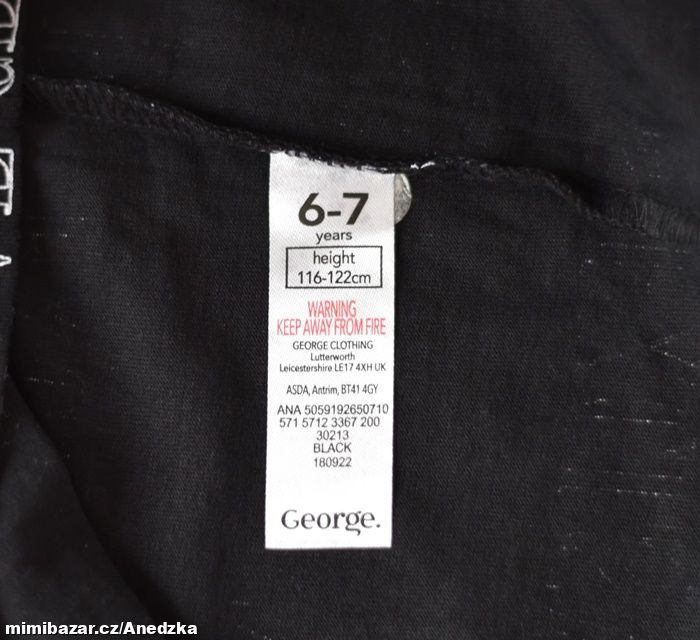 6-7
years
height
116-122cm
WARNING
KEEP AWAY FROM FIRE
GEORGE CLOTHING
Lutterworth
Leicestershire LE17 4XH UK
ASDA, Antrim, BT41 4GY
ANA 5059192650710
571 5712 3367 200
30213
BLACK
180922
George.
mimibazar.cz/Anedzka